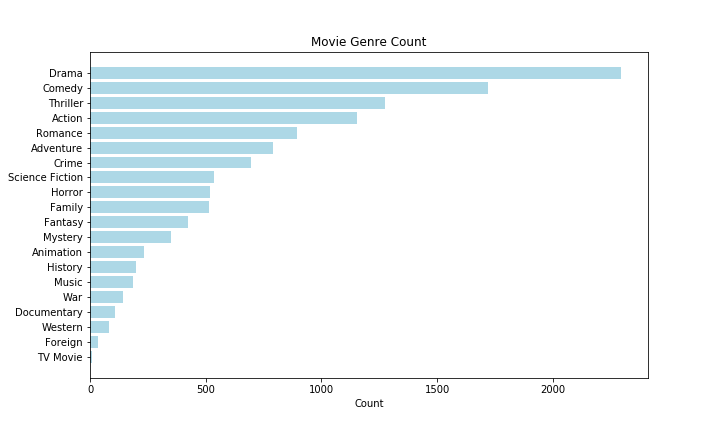 Movie Genre Count
Drama
Comedy
Thriller
Action
Romance
Adventure
Crime
Science Fiction
Horror
Family
Fantasy
Mystery
Animation
History
Music
War
Documentary
Western
Foreign
TV Movie
0 500 1000 1500 2000
Count